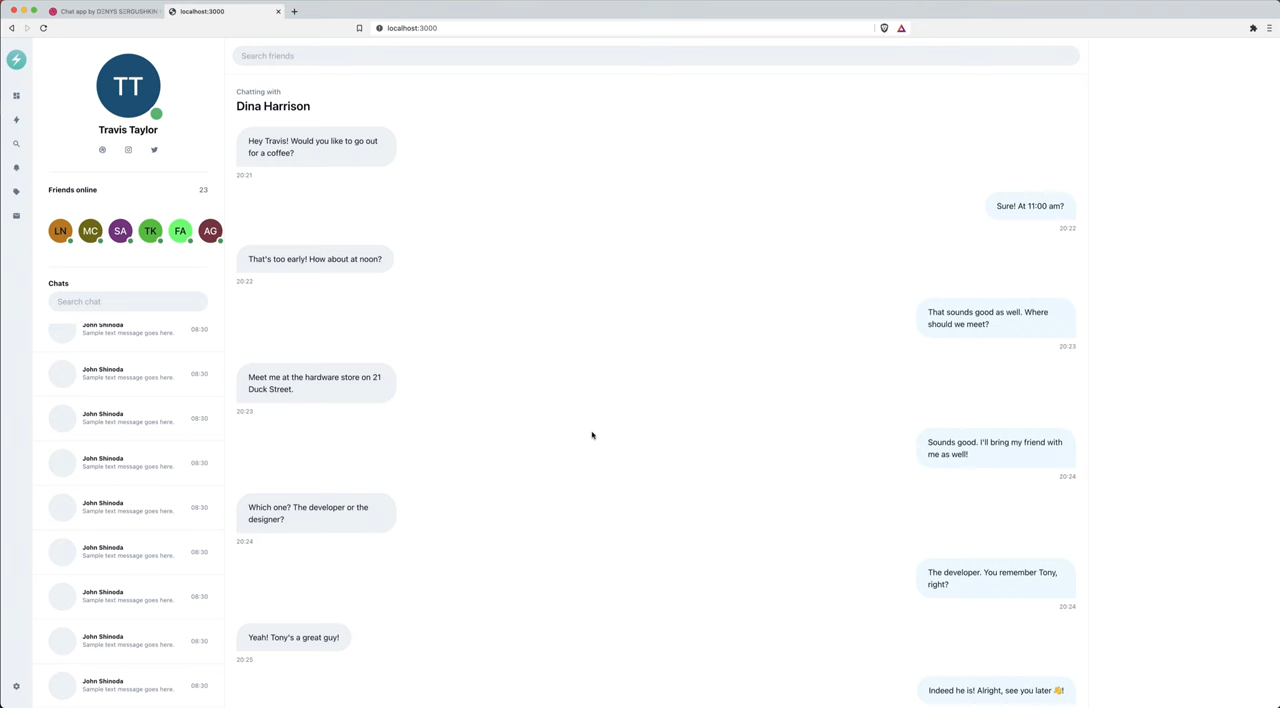 Chat app by DENYS SERGUSHKIN
localhost:3000
localhost:3000
TT
Travis Taylor
Friends online 23
LN MC SA TK FA AG
Chats
Search chat
John Shinoda
Sample text message goes here. 08:30
John Shinoda
Sample text message goes here. 08:30
John Shinoda
Sample text message goes here. 08:30
John Shinoda
Sample text message goes here. 08:30
John Shinoda
Sample text message goes here. 08:30
John Shinoda
Sample text message goes here. 08:30
John Shinoda
Sample text message goes here. 08:30
John Shinoda
Sample text message goes here. 08:30
John Shinoda
Sample text message goes here. 08:30
Search friends
Chatting with
Dina Harrison
Hey Travis! Would you like to go out
for a coffee?
20:21
Sure! At 11:00 am?
20:22
That's too early! How about at noon?
20:22
That sounds good as well. Where
should we meet?
20:23
Meet me at the hardware store on 21
Duck Street.
20:23
Sounds good. I'll bring my friend with
me as well!
20:24
Which one? The developer or the
designer?
20:24
The developer. You remember Tony,
right?
20:24
Yeah! Tony's a great guy!
20:25
Indeed he is! Alright, see you later 👋!